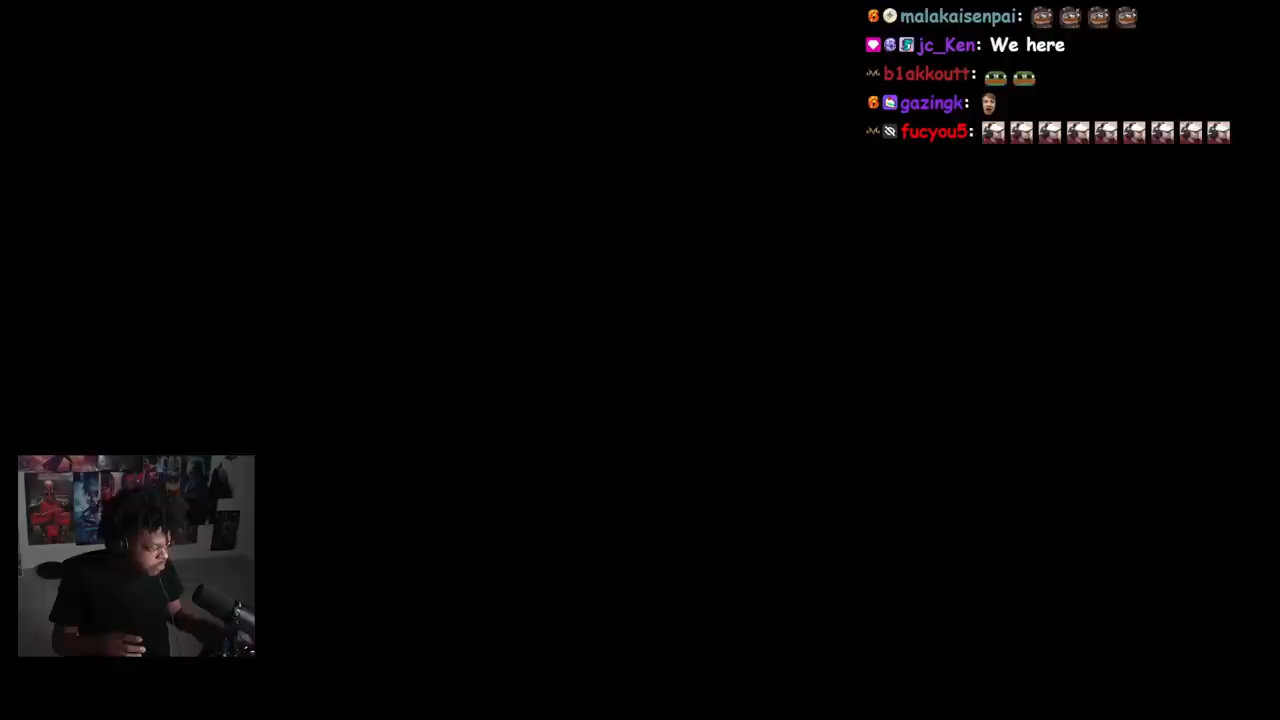 malakaisenpai:
jc_Ken: We here
b1akkoutt:
gazingk:
fucyou5: